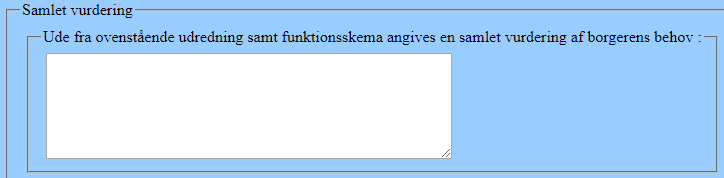 Samlet vurdering
Ude fra ovenstående udredning samt funktionsskema angives en samlet vurdering af borgerens behov :